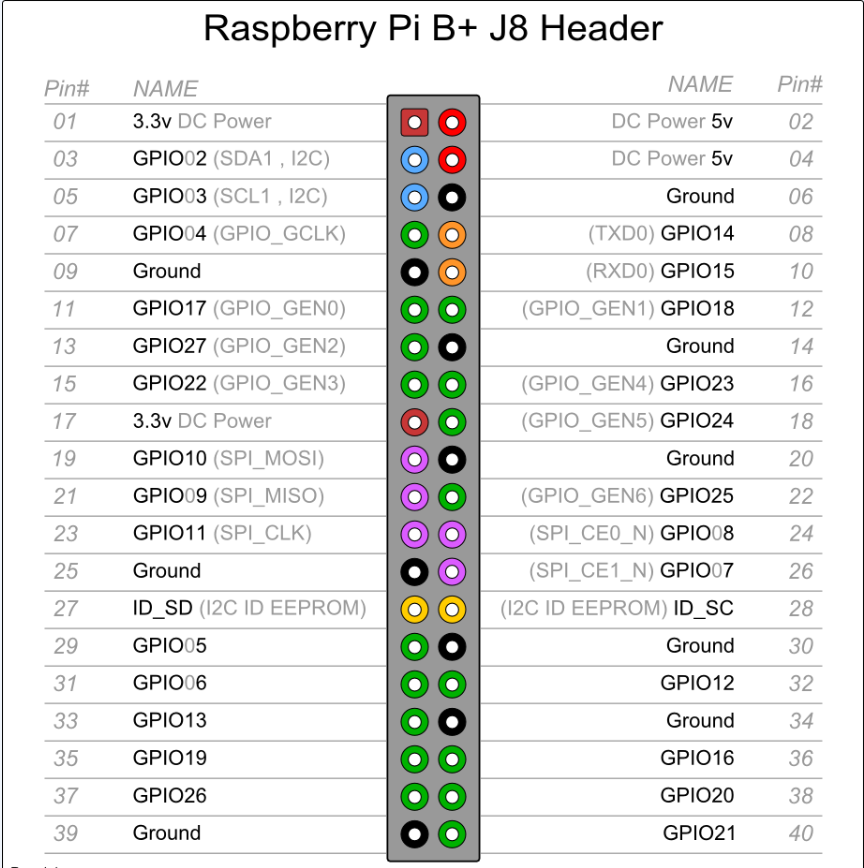 Raspberry Pi B+ J8 Header
Pin# NAME NAME Pin#
01 3.3v DC Power DC Power 5v 02
03 GPIO02 (SDA1 , I2C) DC Power 5v 04
05 GPIO03 (SCL1 , I2C) Ground 06
07 GPIO04 (GPIO_GCLK) (TXD0) GPIO14 08
09 Ground (RXD0) GPIO15 10
11 GPIO17 (GPIO_GEN0) (GPIO_GEN1) GPIO18 12
13 GPIO27 (GPIO_GEN2) Ground 14
15 GPIO22 (GPIO_GEN3) (GPIO_GEN4) GPIO23 16
17 3.3v DC Power (GPIO_GEN5) GPIO24 18
19 GPIO10 (SPI_MOSI) Ground 20
21 GPIO09 (SPI_MISO) (GPIO_GEN6) GPIO25 22
23 GPIO11 (SPI_CLK) (SPI_CE0_N) GPIO08 24
25 Ground (SPI_CE1_N) GPIO07 26
27 ID_SD (I2C ID EEPROM) (I2C ID EEPROM) ID_SC 28
29 GPIO05 Ground 30
31 GPIO06 GPIO12 32
33 GPIO13 Ground 34
35 GPIO19 GPIO16 36
37 GPIO26 GPIO20 38
39 Ground GPIO21 40